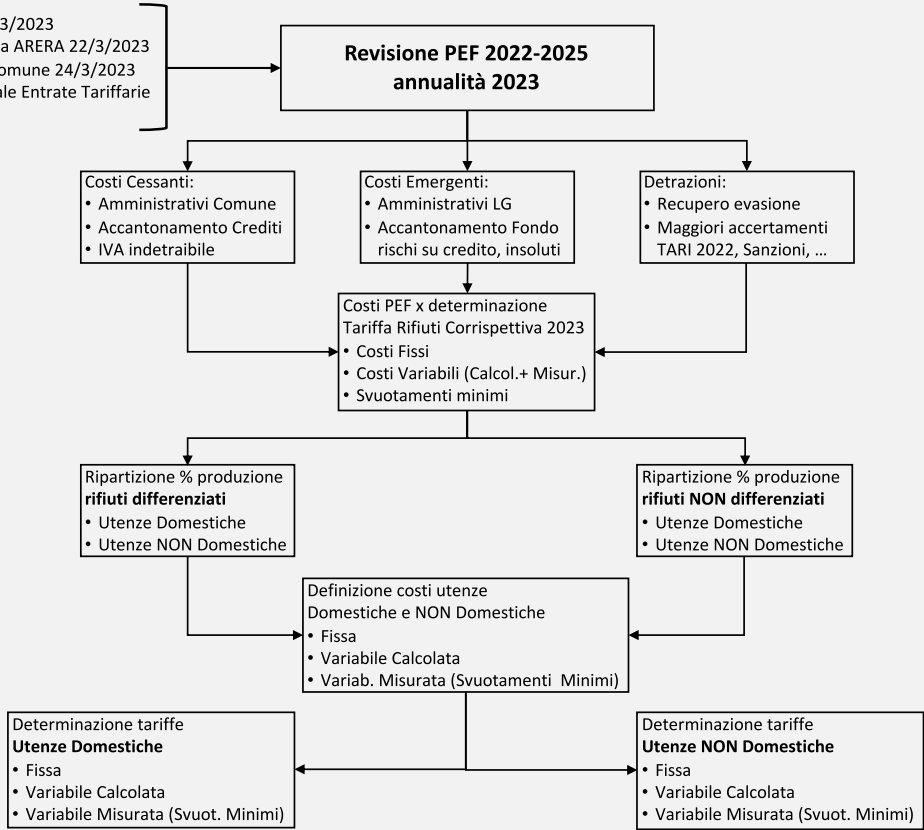 3/2023
a ARERA 22/3/2023
omune 24/3/2023
ale Entrate Tariffarie
Revisione PEF 2022-2025
annualità 2023
Costi Cessanti:
• Amministrativi Comune
• Accantonamento Crediti
• IVA indetraibile
Costi Emergenti:
• Amministrativi LG
• Accantonamento Fondo
rischi su credito, insoluti
Detrazioni:
• Recupero evasione
• Maggiori accertamenti
TARI 2022, Sanzioni, ...
Costi PEF x determinazione
Tariffa Rifiuti Corrispettiva 2023
• Costi Fissi
• Costi Variabili (Calcol.+ Misur.)
• Svuotamenti minimi
Ripartizione % produzione
rifiuti differenziati
• Utenze Domestiche
• Utenze NON Domestiche
Ripartizione % produzione
rifiuti NON differenziati
• Utenze Domestiche
• Utenze NON Domestiche
Definizione costi utenze
Domestiche e NON Domestiche
• Fissa
• Variabile Calcolata
• Variab. Misurata (Svuotamenti Minimi)
Determinazione tariffe
Utenze Domestiche
• Fissa
• Variabile Calcolata
• Variabile Misurata (Svuot. Minimi)
Determinazione tariffe
Utenze NON Domestiche
• Fissa
• Variabile Calcolata
• Variabile Misurata (Svuot. Minimi)